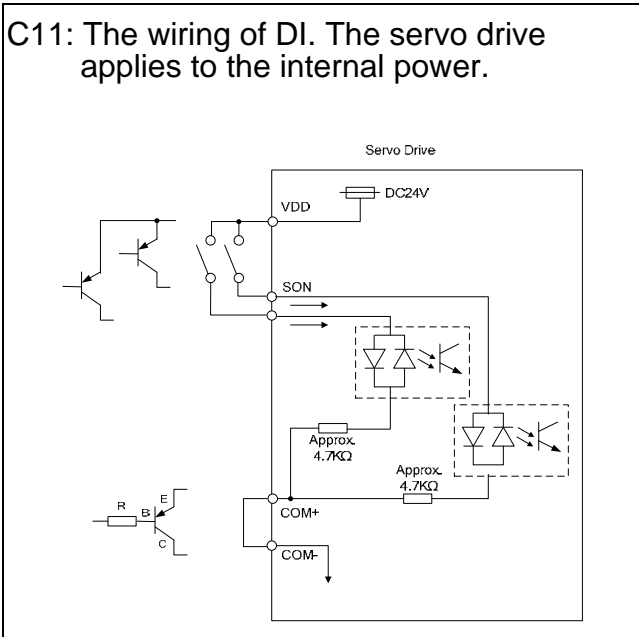 C11: The wiring of DI. The servo drive
applies to the internal power.
Servo Drive
DC24V
VDD
SON
Approx.
4.7KΩ
Approx.
4.7KΩ
R
B
E
C
COM+
COM-